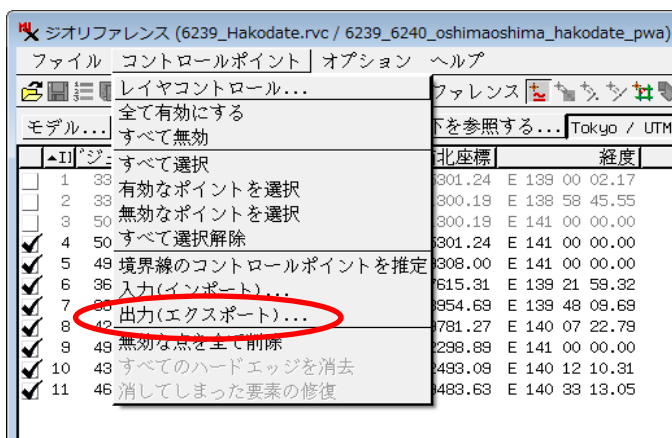 ジオリファレンス (6239_Hakodate.rvc / 6239_6240_oshimaoshima_hakodate_pwa)
ファイル コントロールポイント オプション ヘルプ
ファレンス
モデル... 下を参照する... Tokyo / UTM
レイヤコントロール...
全て有効にする
すべて無効
すべて選択
有効なポイントを選択
無効なポイントを選択
すべて選択解除
境界線のコントロールポイントを推定
入力(インポート)...
出力(エクスポート)...
無効な点を全て削除
すべてのハードエッジを消去
消してしまった要素の修復
北座標 経度
1 33 301.24 E 139 00 02.17
2 33 300.19 E 138 58 45.55
3 50 300.19 E 141 00 00.00
4 50 301.24 E 141 00 00.00
5 49 308.00 E 141 00 00.00
6 36 615.31 E 139 21 59.32
7 954.69 E 139 48 09.69
8 42 781.27 E 140 07 22.79
9 49 298.89 E 141 00 00.00
10 43 493.09 E 140 12 10.31
11 46 483.63 E 140 33 13.05